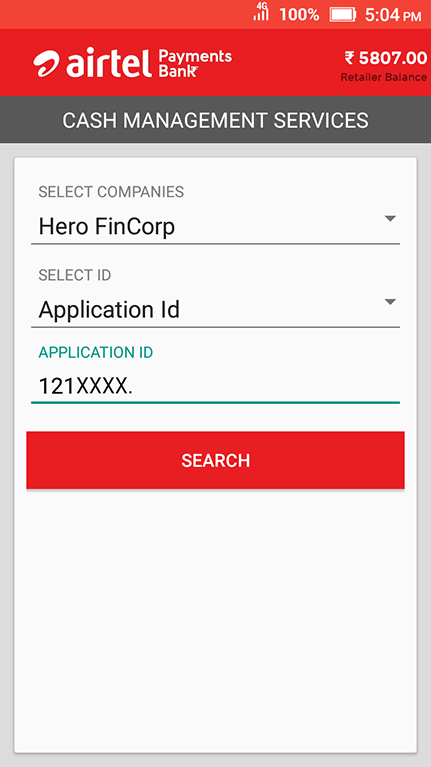 4G 100% 5:04 PM
airtel Payments Bank
₹ 5807.00
Retailer Balance
CASH MANAGEMENT SERVICES
SELECT COMPANIES
Hero FinCorp
SELECT ID
Application Id
APPLICATION ID
121XXXX.
SEARCH